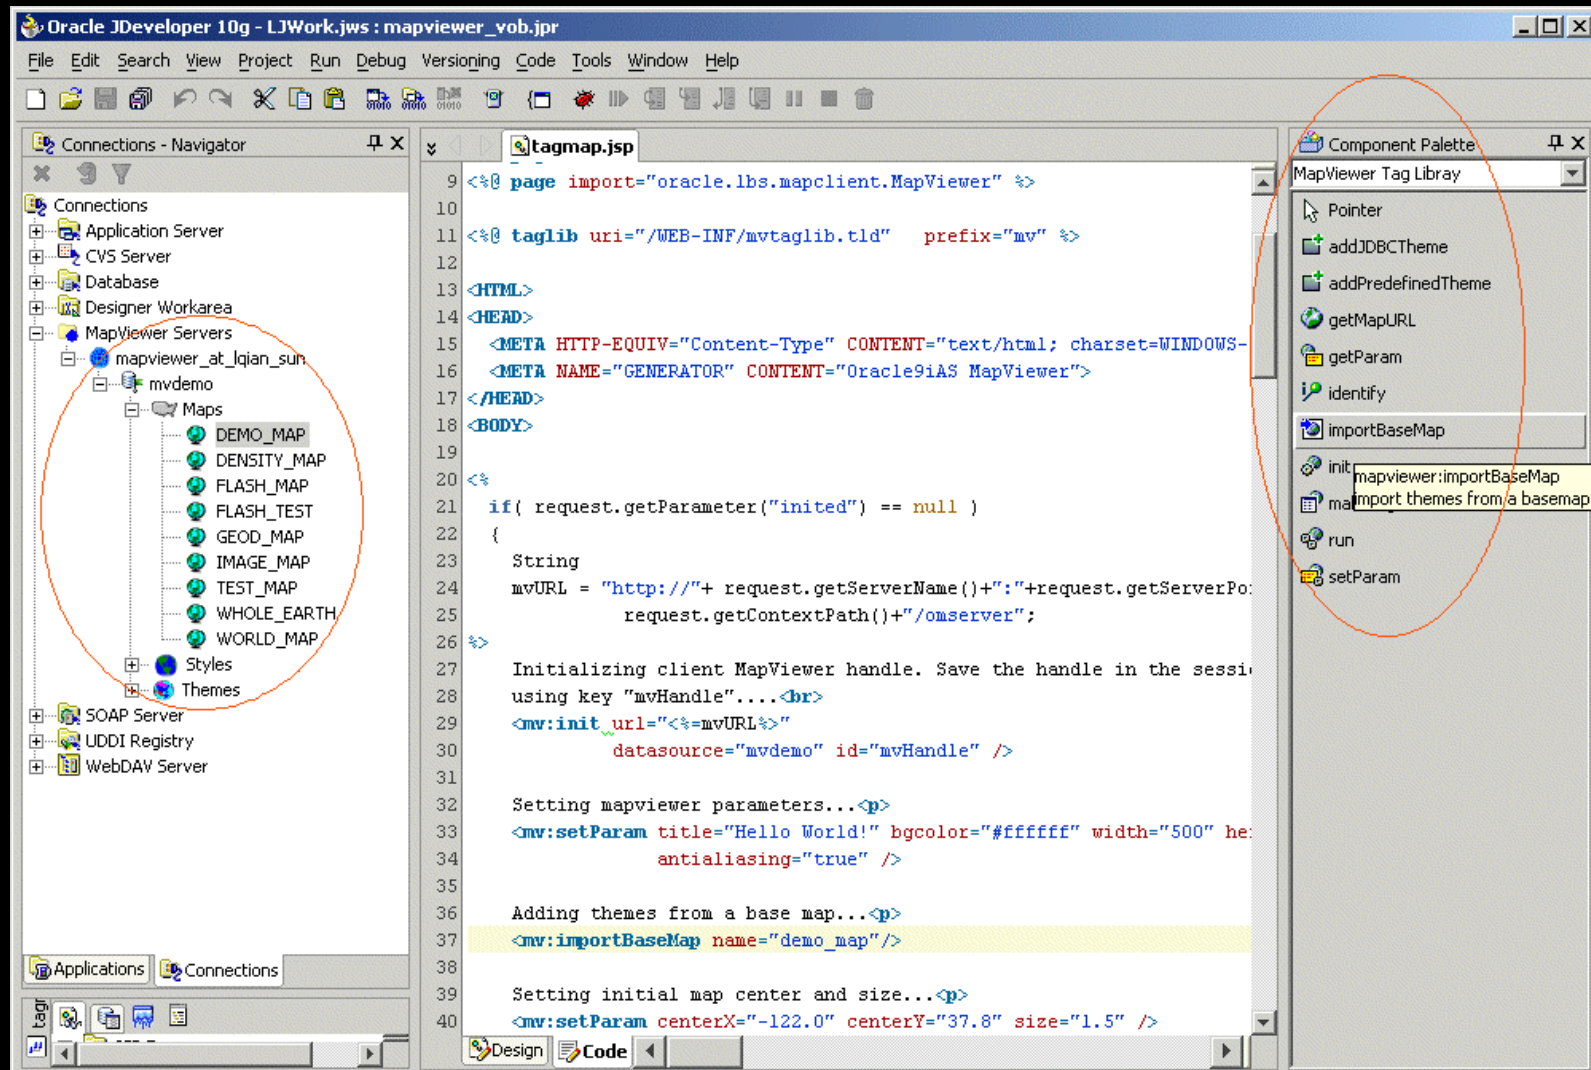 Oracle JDeveloper 10g - LJWork.jws : mapviewer_vob.jpr
File Edit Search View Project Run Debug Versioning Code Tools Window Help
Connections - Navigator
Connections
Application Server
CVS Server
Database
Designer Workarea
MapViewer Servers
mapviewer_at_lqian_sun
mvdemo
Maps
DEMO_MAP
DENSITY_MAP
FLASH_MAP
FLASH_TEST
GEOD_MAP
IMAGE_MAP
TEST_MAP
WHOLE_EARTH
WORLD_MAP
Styles
Themes
SOAP Server
UDDI Registry
WebDAV Server
Applications Connections
tagr
tagmap.jsp
9 <%@ page import="oracle.lbs.mapclient.MapViewer" %>
10
11 <%@ taglib uri="/WEB-INF/mvtaglib.tld" prefix="mv" %>
12
13 <HTML>
14 <HEAD>
15 <META HTTP-EQUIV="Content-Type" CONTENT="text/html; charset=WINDOWS-
16 <META NAME="GENERATOR" CONTENT="Oracle9iAS MapViewer">
17 </HEAD>
18 <BODY>
19
20 <%
21 if( request.getParameter("inited") == null )
22 {
23 String
24 mvURL = "http://"+ request.getServerName()+":"+request.getServerPo
25 request.getContextPath()+"/omserver";
26 %>
27 Initializing client MapViewer handle. Save the handle in the sessi
28 using key "mvHandle"....<br>
29 <mv:init url="<%=mvURL%>"
30 datasource="mvdemo" id="mvHandle" />
31
32 Setting mapviewer parameters...<p>
33 <mv:setParam title="Hello World!" bgcolor="#ffffff" width="500" he
34 antialiasing="true" />
35
36 Adding themes from a base map...<p>
37 <mv:importBaseMap name="demo_map"/>
38
39 Setting initial map center and size...<p>
40 <mv:setParam centerX="-122.0" centerY="37.8" size="1.5" />
Design Code
Component Palette
MapViewer Tag Libray
Pointer
addJDBCTheme
addPredefinedTheme
getMapURL
getParam
identify
importBaseMap
init
mapviewer:importBaseMap
import themes from a basemap
ma
run
setParam